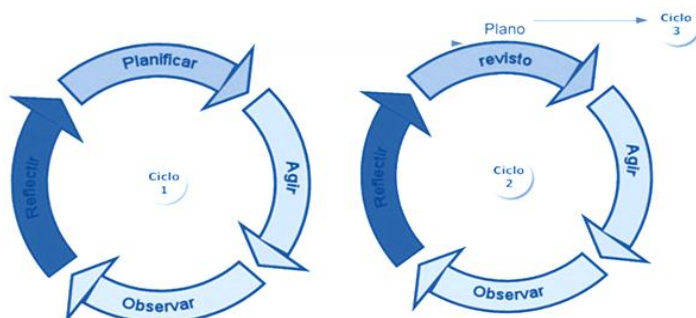 Planificar
Agir
Observar
Reflectir
Ciclo
1
Plano
revisto
Agir
Observar
Reflectir
Ciclo
2
Ciclo
3